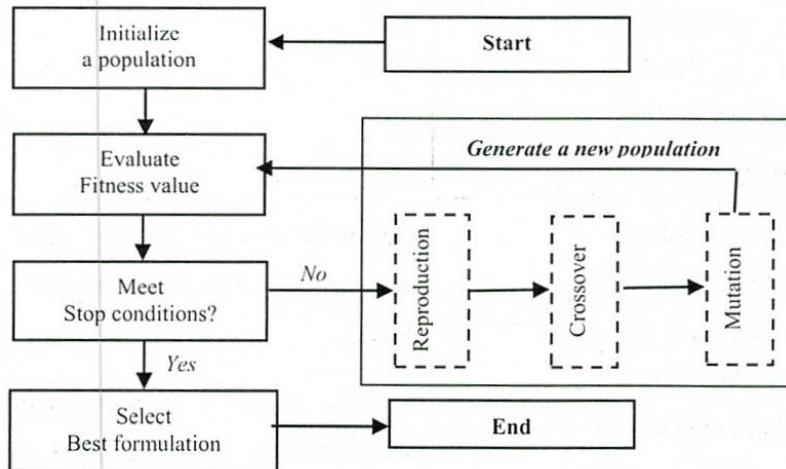 Initialize
a population
Start
Evaluate
Fitness value
Generate a new population
Meet
Stop conditions?
No
Reproduction
Crossover
Mutation
Yes
Select
Best formulation
End